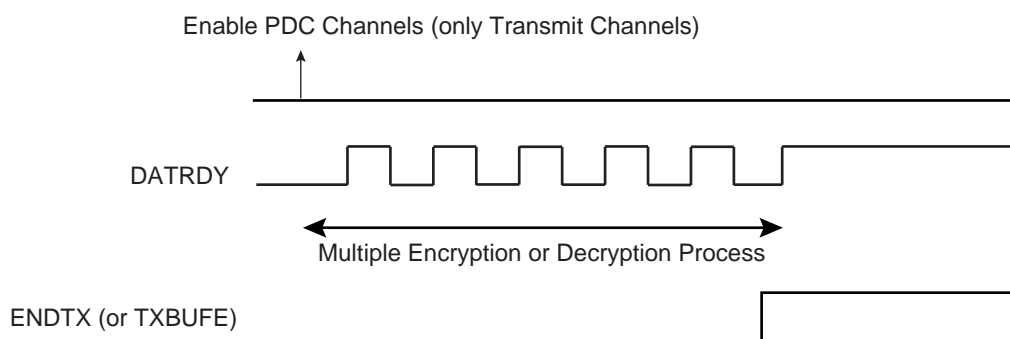 Enable PDC Channels (only Transmit Channels)
DATRDY
Multiple Encryption or Decryption Process
ENDTX (or TXBUFE)